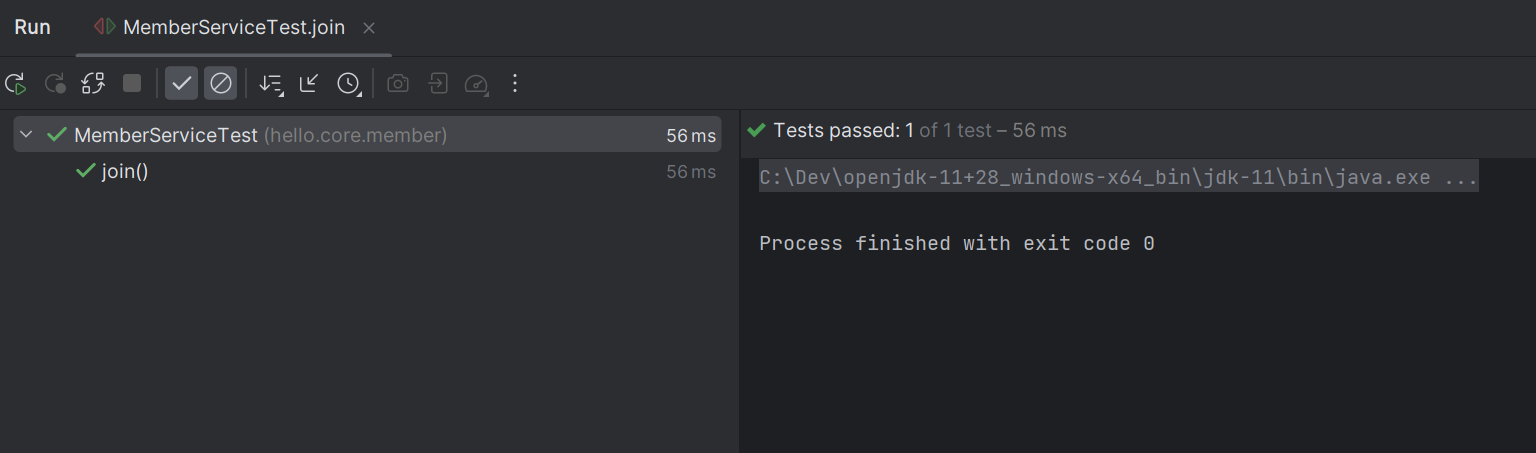 Run MemberServiceTest.join
MemberServiceTest (hello.core.member) 56 ms
join() 56 ms
Tests passed: 1 of 1 test – 56 ms
C:\Dev\openjdk-11+28_windows-x64_bin\jdk-11\bin\java.exe ...
Process finished with exit code 0